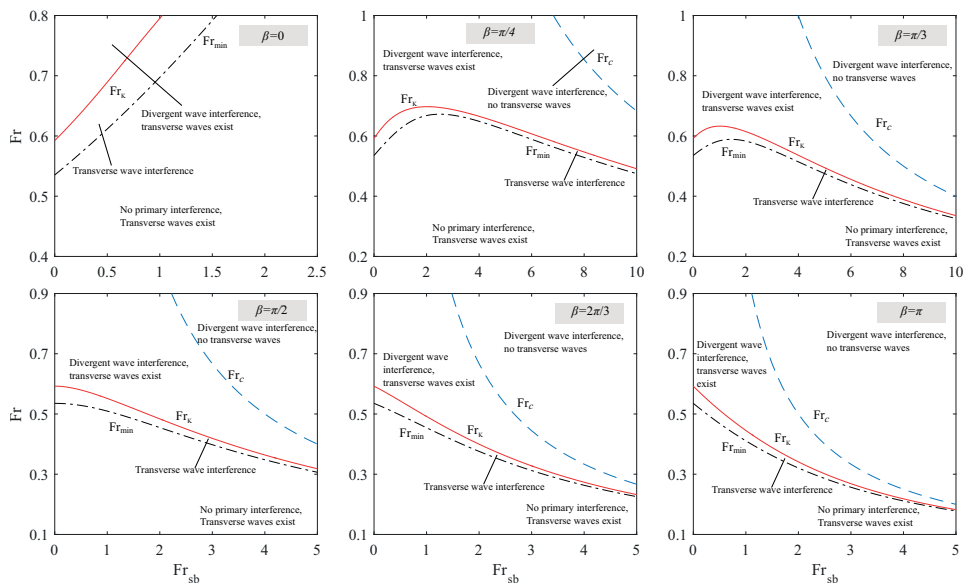 0.8
0.7
0.6
0.5
0.4
Fr
β=0
Fr_K
Fr_min
Divergent wave interference,
transverse waves exist
Transverse wave interference
No primary interference,
Transverse waves exist
0 0.5 1 1.5 2 2.5
1
0.8
0.6
0.4
0.2
β=π/4
Divergent wave interference,
transverse waves exist
Fr_c
Divergent wave interference,
no transverse waves
Fr_K
Fr_min
Transverse wave interference
No primary interference,
Transverse waves exist
0 2 4 6 8 10
1
0.8
0.6
0.4
0.2
β=π/3
Divergent wave interference,
no transverse waves
Divergent wave interference,
transverse waves exist
Fr_c
Fr_K
Fr_min
Transverse wave interference
No primary interference,
Transverse waves exist
0 2 4 6 8 10
0.9
0.7
0.5
0.3
0.1
Fr
β=π/2
Divergent wave interference,
no transverse waves
Divergent wave interference,
transverse waves exist
Fr_c
Fr_K
Fr_min
Transverse wave interference
No primary interference,
Transverse waves exist
0 1 2 3 4 5
Fr_sb
0.9
0.7
0.5
0.3
0.1
β=2π/3
Divergent wave interference,
no transverse waves
Divergent wave
interference,
transverse waves exist
Fr_c
Fr_K
Fr_min
Transverse wave interference
No primary interference,
Transverse waves exist
0 1 2 3 4 5
Fr_sb
0.9
0.7
0.5
0.3
0.1
β=π
Divergent wave interference,
no transverse waves
Divergent wave
interference,
transverse waves
exist
Fr_c
Fr_K
Fr_min
Transverse wave interference
No primary interference,
Transverse waves exist
0 1 2 3 4 5
Fr_sb